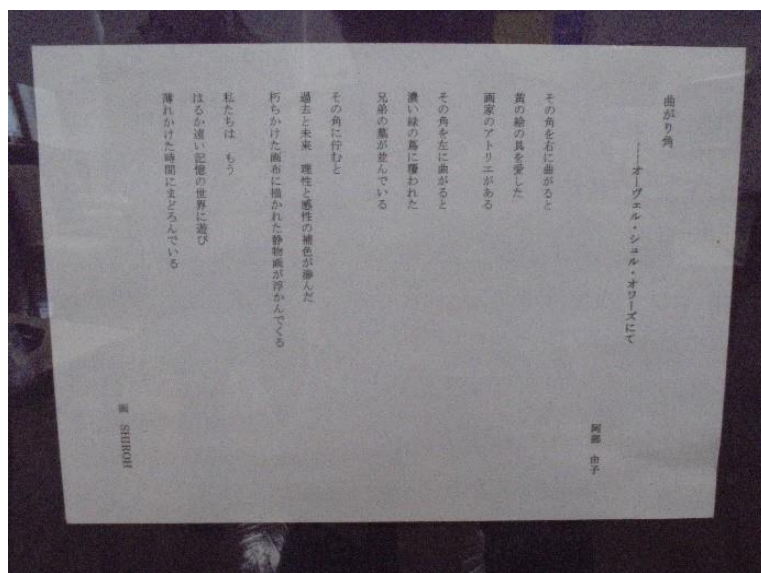 曲がり角
――オーヴェル・シュル・オワーズにて
阿部　由子
その角を右に曲がると
黄の絵の具を愛した
画家のアトリエがある
その角を左に曲がると
濃い緑の蔦に覆われた
兄弟の墓が並んでいる
その角に佇むと
過去と未来　理性と感性の補色が滲んだ
朽ちかけた画布に描かれた静物画が浮かんでくる
私たちは　もう
はるか遠い記憶の世界に遊び
薄れかけた時間にまどろんでいる
画　SHIROH